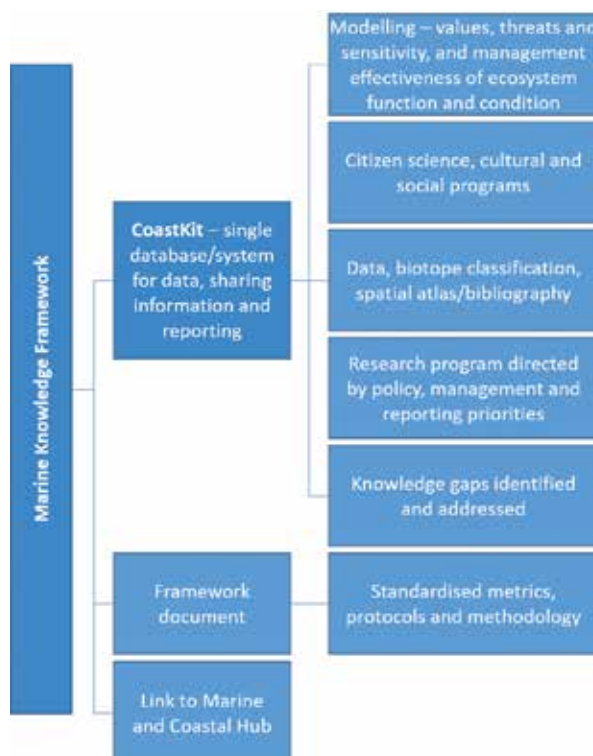 Marine Knowledge Framework
CoastKit – single
database/system
for data, sharing
information and
reporting
Framework
document
Link to Marine
and Coastal Hub
Modelling – values, threats and
sensitivity, and management
effectiveness of ecosystem
function and condition
Citizen science, cultural and
social programs
Data, biotope classification,
spatial atlas/bibliography
Research program directed
by policy, management and
reporting priorities
Knowledge gaps identified
and addressed
Standardised metrics,
protocols and methodology